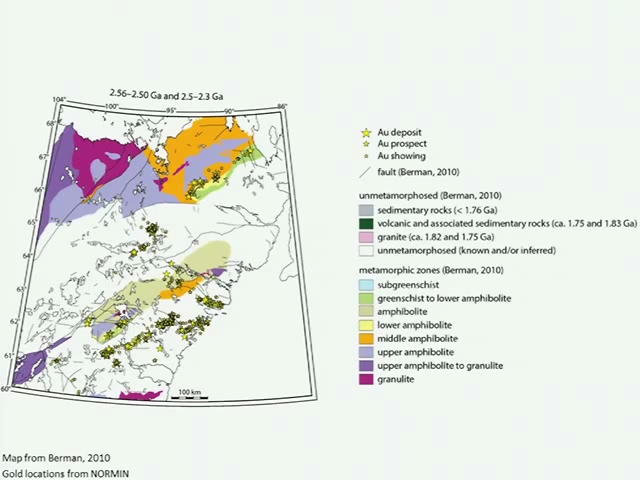 2.56–2.50 Ga and 2.5–2.3 Ga
104° 100° 95° 90° 86°
68°
67°
66°
65°
64°
63°
62°
61°
60°
100 km
Au deposit
Au prospect
Au showing
fault (Berman, 2010)
unmetamorphosed (Berman, 2010)
sedimentary rocks (< 1.76 Ga)
volcanic and associated sedimentary rocks (ca. 1.75 and 1.83 Ga)
granite (ca. 1.82 and 1.75 Ga)
unmetamorphosed (known and/or inferred)
metamorphic zones (Berman, 2010)
subgreenschist
greenschist to lower amphibolite
amphibolite
lower amphibolite
middle amphibolite
upper amphibolite
upper amphibolite to granulite
granulite
Map from Berman, 2010
Gold locations from NORMIN